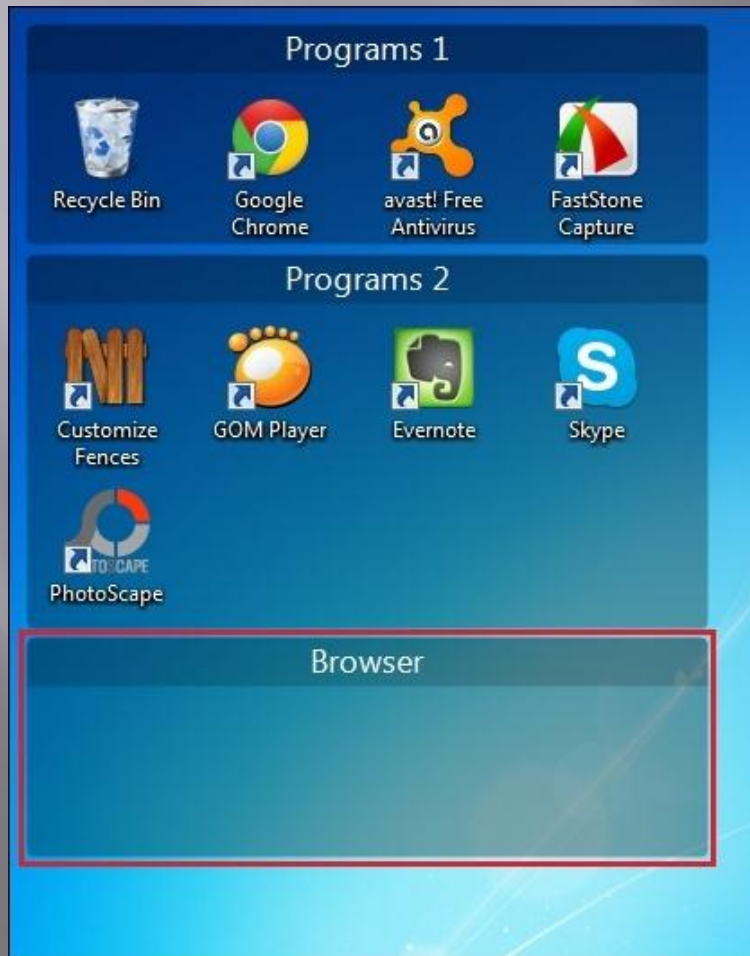 Programs 1
Recycle Bin
Google
Chrome
avast! Free
Antivirus
FastStone
Capture
Programs 2
Customize
Fences
GOM Player
Evernote
S
Skype
TOSCAPE
PhotoScape
Browser